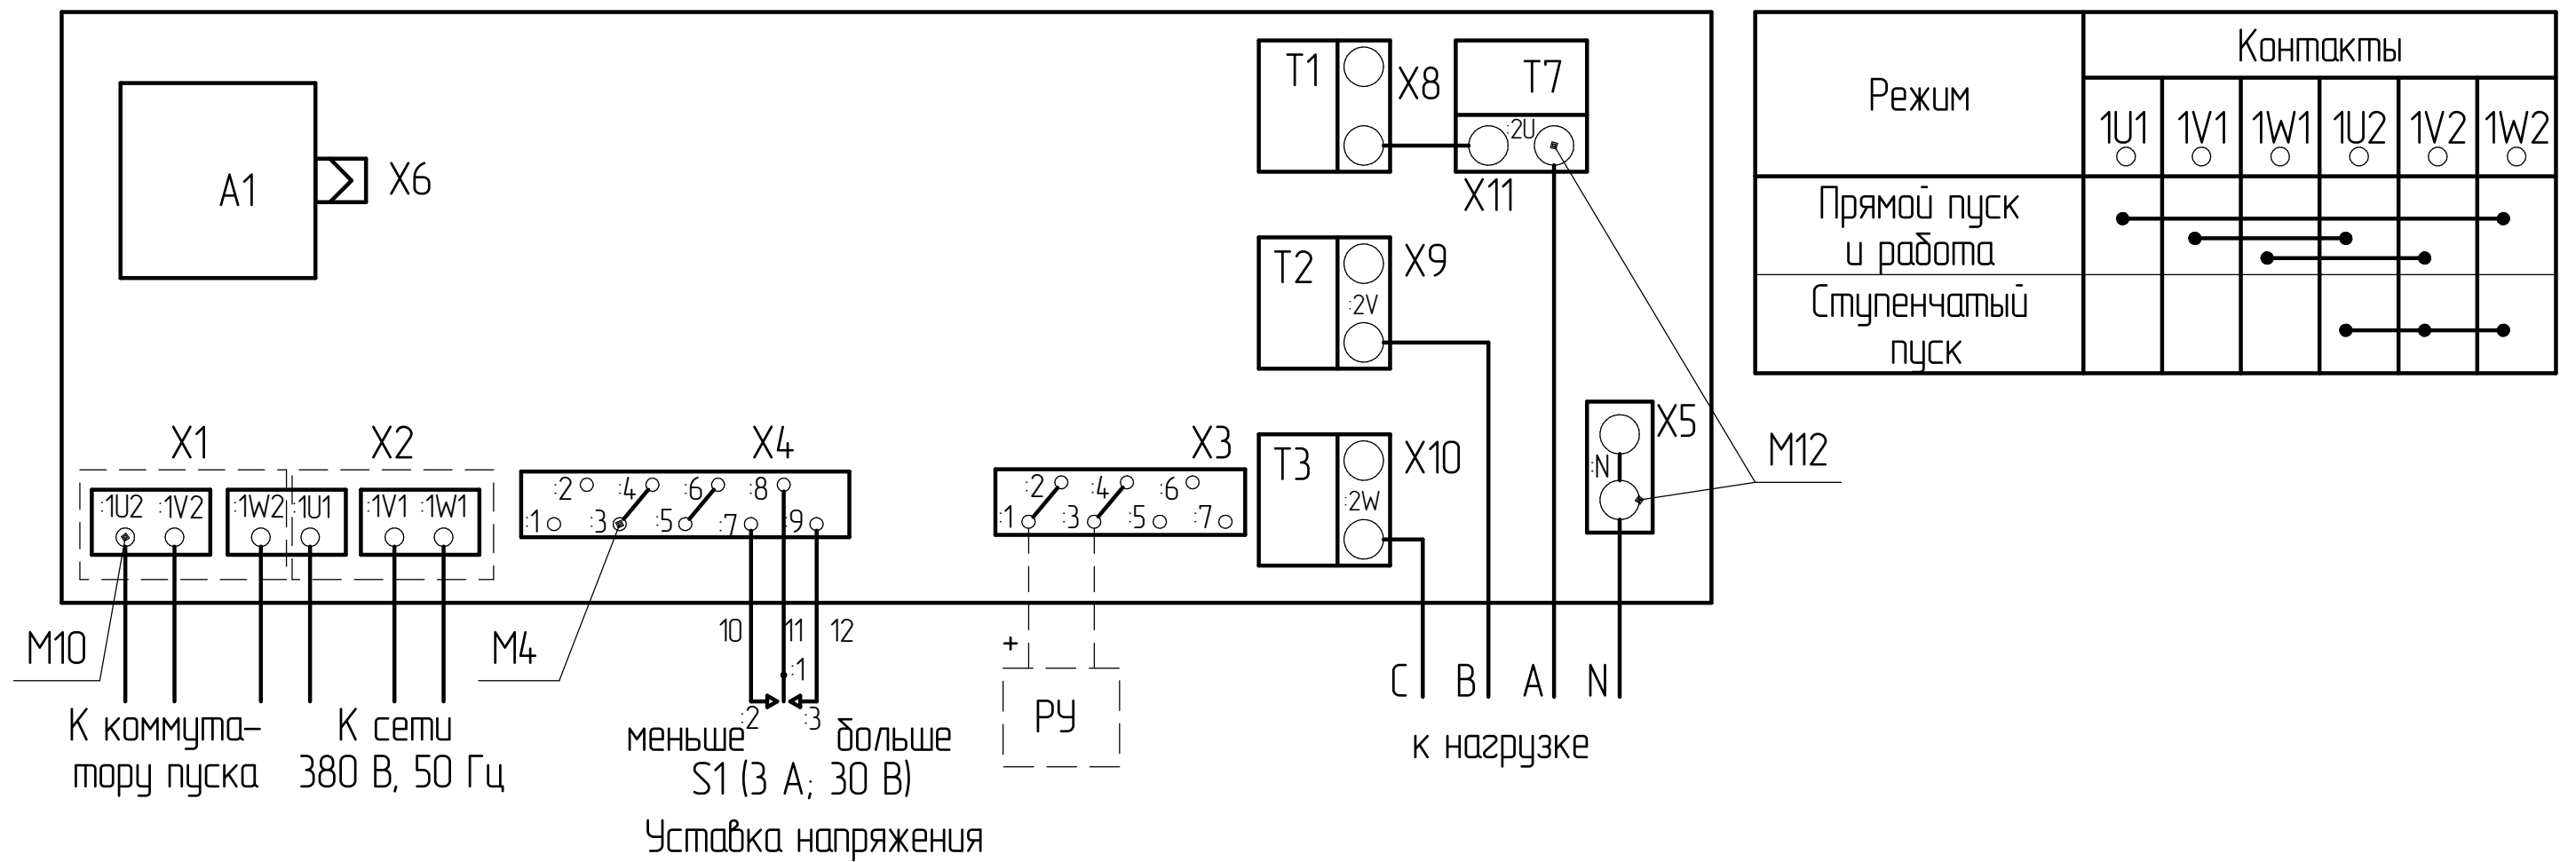 A1
X6
T1
X8
T7
:2U
X11
T2
X9
:2V
T3
X10
:2W
X5
:N
M12
X1
X2
:1U2
:1V2
:1W2
:1U1
:1V1
:1W1
X4
:2
:4
:6
:8
:1
:3
:5
:7
:9
X3
:2
:4
:6
:1
:3
:5
:7
M10
M4
10
11
12
:1
:2
:3
+
РУ
C
B
A
N
К коммута-
тору пуска
К сети
380 В, 50 Гц
меньше
больше
S1 (3 А; 30 В)
Уставка напряжения
к нагрузке
Режим
Контакты
1U1
1V1
1W1
1U2
1V2
1W2
Прямой пуск
и работа
Ступенчатый
пуск